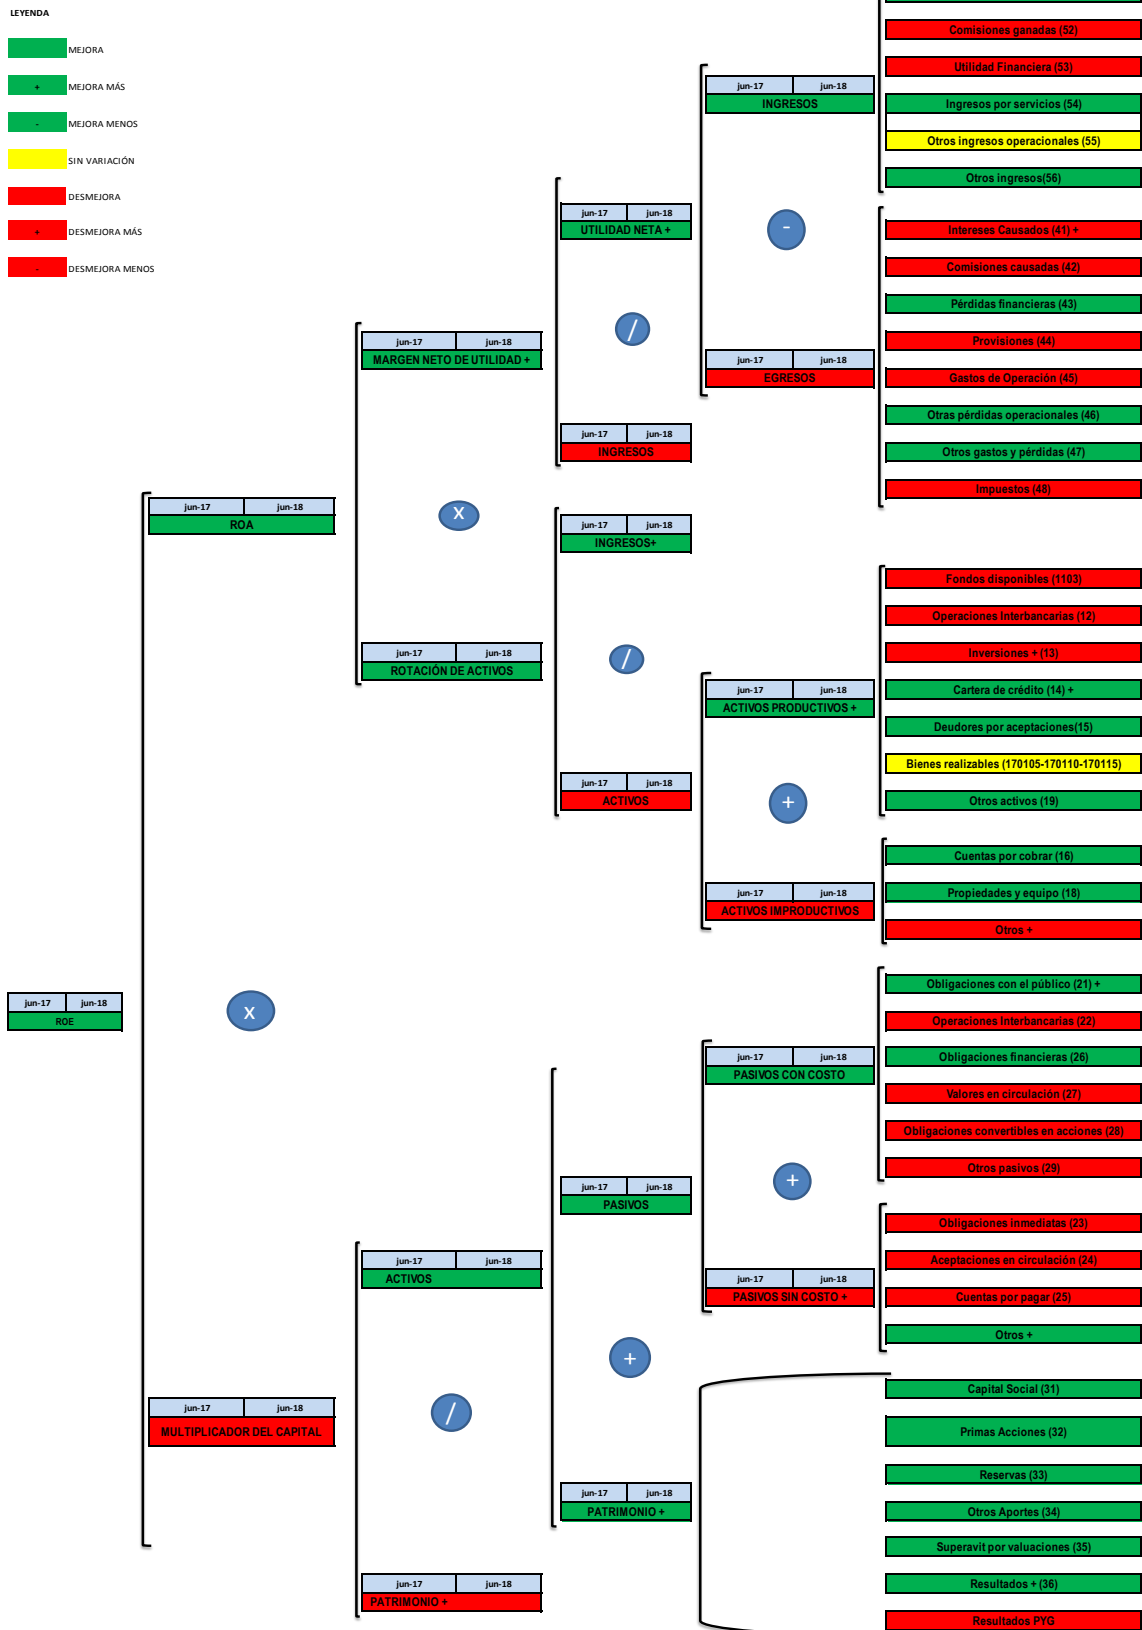 LEYENDA
MEJORA
+ MEJORA MÁS
- MEJORA MENOS
SIN VARIACIÓN
DESMEJORA
+ DESMEJORA MÁS
- DESMEJORA MENOS
jun-17 jun-18
ROE
x
jun-17 jun-18
ROA
jun-17 jun-18
MULTIPLICADOR DEL CAPITAL
jun-17 jun-18
MARGEN NETO DE UTILIDAD +
x
jun-17 jun-18
ROTACIÓN DE ACTIVOS
jun-17 jun-18
ACTIVOS
/
jun-17 jun-18
PATRIMONIO +
jun-17 jun-18
UTILIDAD NETA +
/
jun-17 jun-18
INGRESOS
jun-17 jun-18
INGRESOS+
/
jun-17 jun-18
ACTIVOS
jun-17 jun-18
PASIVOS
+
jun-17 jun-18
PATRIMONIO +
jun-17 jun-18
INGRESOS
-
jun-17 jun-18
EGRESOS
jun-17 jun-18
ACTIVOS PRODUCTIVOS +
+
jun-17 jun-18
ACTIVOS IMPRODUCTIVOS
jun-17 jun-18
PASIVOS CON COSTO
+
jun-17 jun-18
PASIVOS SIN COSTO +
Comisiones ganadas (52)
Utilidad Financiera (53)
Ingresos por servicios (54)
Otros ingresos operacionales (55)
Otros ingresos(56)
Intereses Causados (41) +
Comisiones causadas (42)
Pérdidas financieras (43)
Provisiones (44)
Gastos de Operación (45)
Otras pérdidas operacionales (46)
Otros gastos y pérdidas (47)
Impuestos (48)
Fondos disponibles (1103)
Operaciones Interbancarias (12)
Inversiones + (13)
Cartera de crédito (14) +
Deudores por aceptaciones(15)
Bienes realizables (170105-170110-170115)
Otros activos (19)
Cuentas por cobrar (16)
Propiedades y equipo (18)
Otros +
Obligaciones con el público (21) +
Operaciones Interbancarias (22)
Obligaciones financieras (26)
Valores en circulación (27)
Obligaciones convertibles en acciones (28)
Otros pasivos (29)
Obligaciones inmediatas (23)
Aceptaciones en circulación (24)
Cuentas por pagar (25)
Otros +
Capital Social (31)
Primas Acciones (32)
Reservas (33)
Otros Aportes (34)
Superavit por valuaciones (35)
Resultados + (36)
Resultados PYG